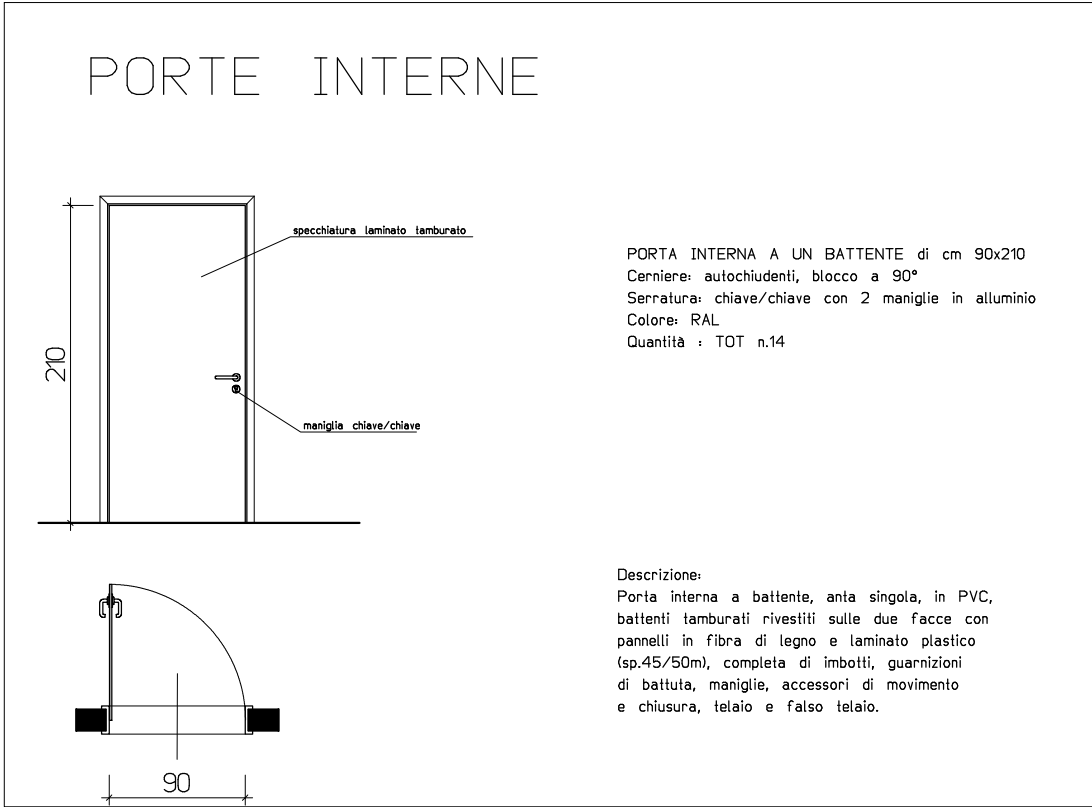 PORTE INTERNE
specchiatura laminato tamburato
210
maniglia chiave/chiave
90
PORTA INTERNA A UN BATTENTE di cm 90x210
Cerniere: autochiudenti, blocco a 90°
Serratura: chiave/chiave con 2 maniglie in alluminio
Colore: RAL
Quantità : TOT n.14
Descrizione:
Porta interna a battente, anta singola, in PVC,
battenti tamburati rivestiti sulle due facce con
pannelli in fibra di legno e laminato plastico
(sp.45/50m), completa di imbotti, guarnizioni
di battuta, maniglie, accessori di movimento
e chiusura, telaio e falso telaio.